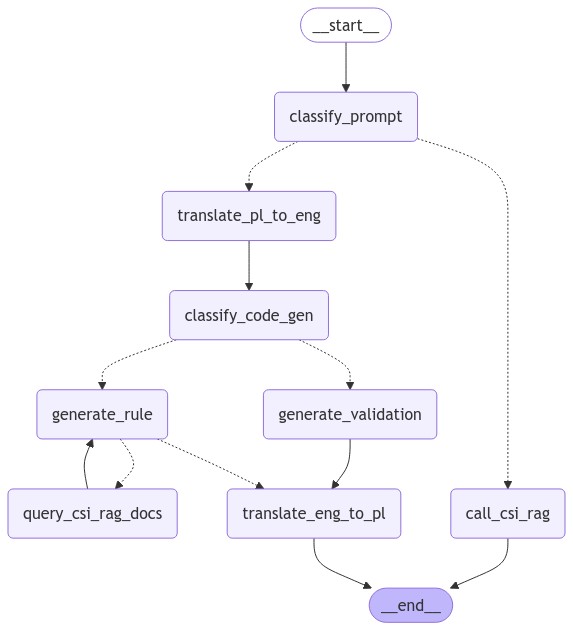 __start__
classify_prompt
translate_pl_to_eng
classify_code_gen
generate_rule
generate_validation
query_csi_rag_docs
translate_eng_to_pl
call_csi_rag
__end__